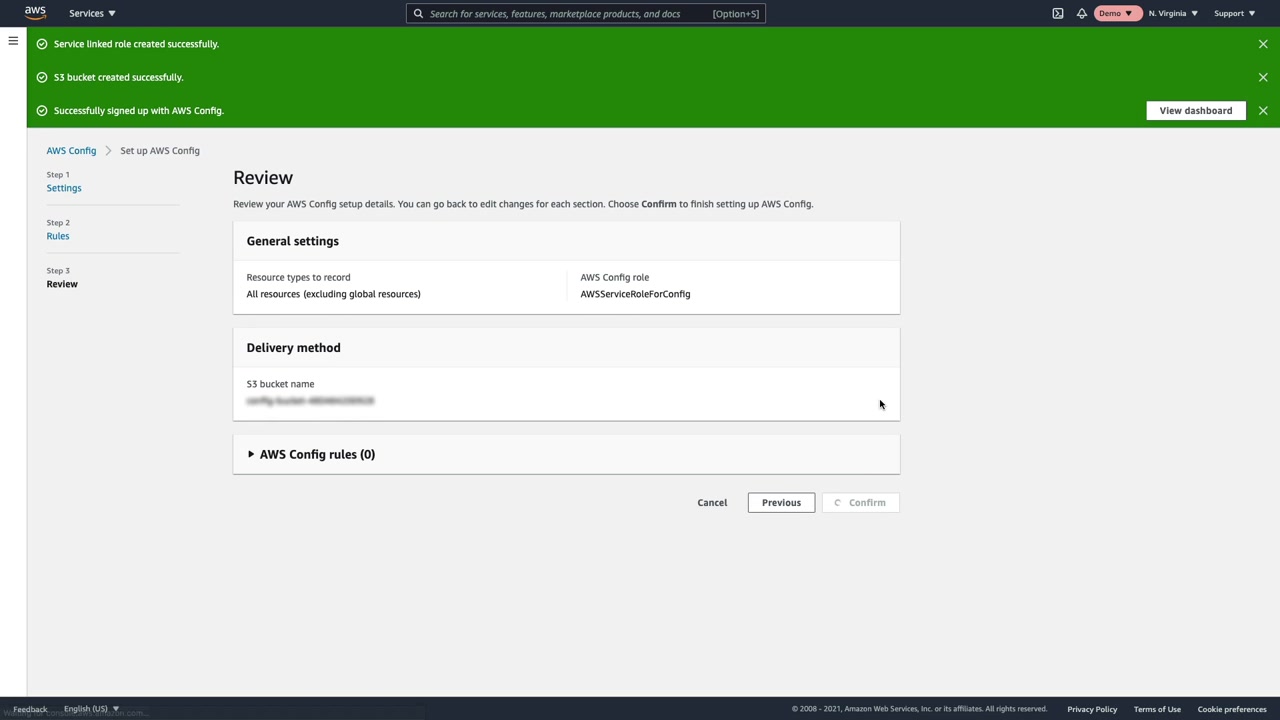 aws
Services
Search for services, features, marketplace products, and docs
[Option+S]
Demo
N. Virginia
Support
Service linked role created successfully.
S3 bucket created successfully.
Successfully signed up with AWS Config.
View dashboard
AWS Config
Set up AWS Config
Step 1
Settings
Step 2
Rules
Step 3
Review
Review
Review your AWS Config setup details. You can go back to edit changes for each section. Choose Confirm to finish setting up AWS Config.
General settings
Resource types to record
All resources (excluding global resources)
AWS Config role
AWSServiceRoleForConfig
Delivery method
S3 bucket name
AWS Config rules (0)
Cancel
Previous
Confirm
Feedback
English (US)
© 2008 - 2021, Amazon Web Services, Inc. or its affiliates. All rights reserved.
Privacy Policy
Terms of Use
Cookie preferences